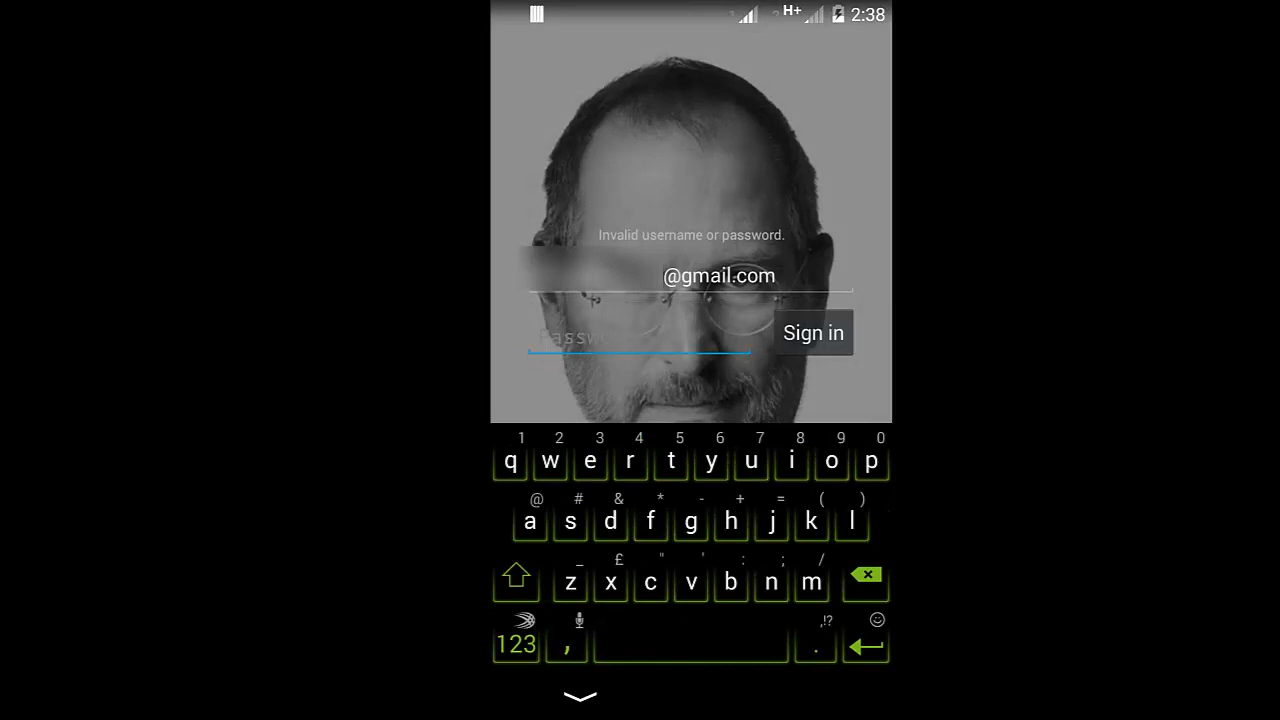 H+ 2:38
Invalid username or password.
@gmail.com
Passw
Sign in
1 2 3 4 5 6 7 8 9 0
q w e r t y u i o p
@ # & * - + = ( )
a s d f g h j k l
_ £ " ' : ; /
z x c v b n m
,!?
123 , .